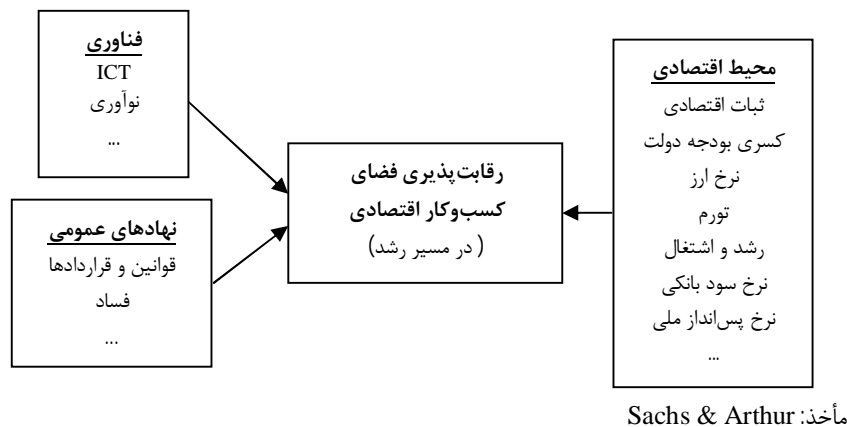 فناوری
ICT
نوآوری
...
محیط اقتصادی
ثبات اقتصادی
کسری بودجه دولت
نرخ ارز
تورم
رشد و اشتغال
نرخ سود بانکی
نرخ پس‌انداز ملی
...
رقابت‌پذیری فضای
کسب‌وکار اقتصادی
( در مسیر رشد)
نهادهای عمومی
قوانین و قراردادها
فساد
...
مأخذ: Sachs & Arthur